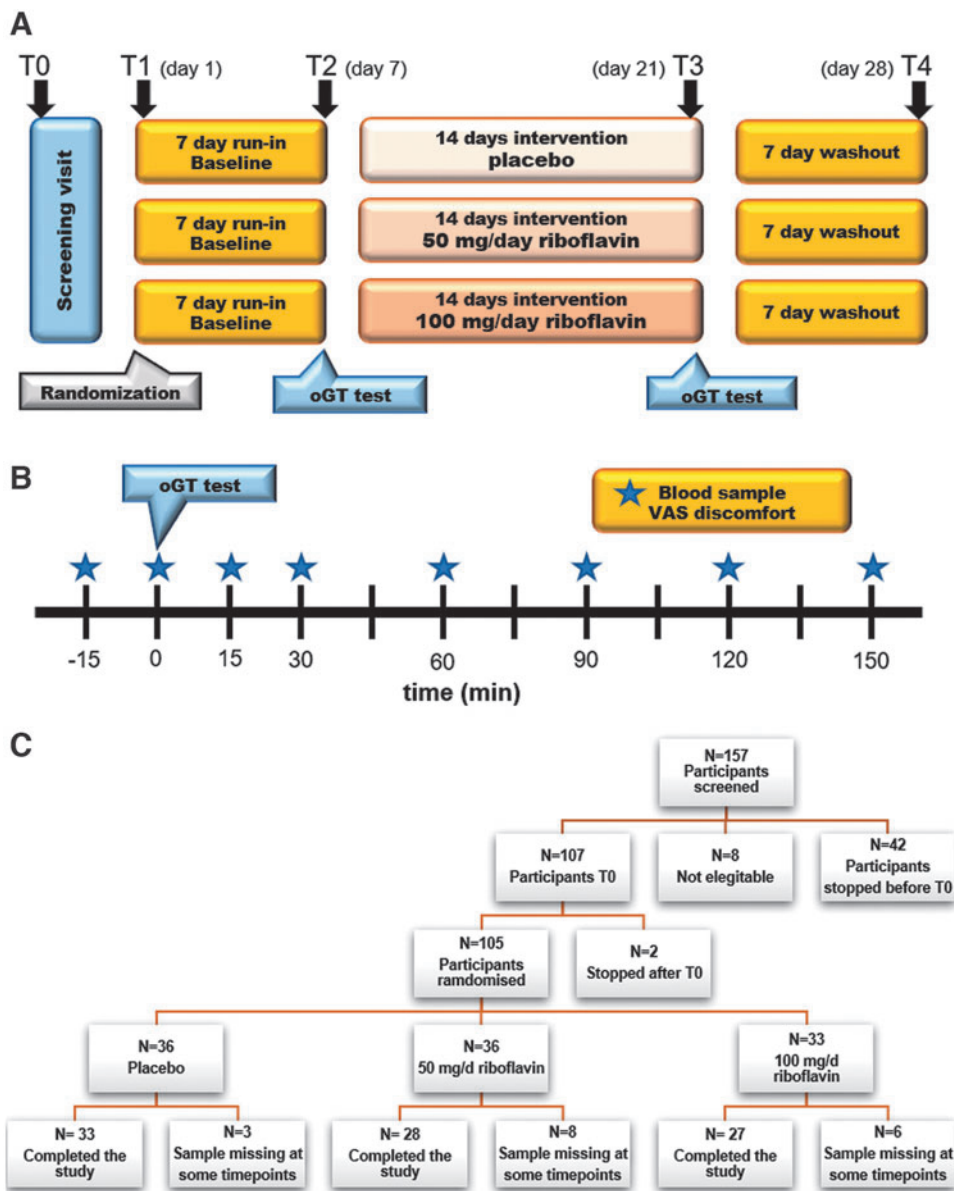 A
T0 T1 (day 1) T2 (day 7) (day 21) T3 (day 28) T4
Screening visit
7 day run-in
Baseline
14 days intervention
placebo
7 day washout
7 day run-in
Baseline
14 days intervention
50 mg/day riboflavin
7 day washout
7 day run-in
Baseline
14 days intervention
100 mg/day riboflavin
7 day washout
Randomization
oGT test
oGT test
B
oGT test
Blood sample
VAS discomfort
-15 0 15 30 60 90 120 150
time (min)
C
N=157
Participants
screened
N=107
Participants T0
N=8
Not elegitable
N=42
Participants
stopped before T0
N=105
Participants
ramdomised
N=2
Stopped after T0
N=36
Placebo
N=36
50 mg/d riboflavin
N=33
100 mg/d
riboflavin
N= 33
Completed the
study
N=3
Sample missing at
some timepoints
N= 28
Completed the
study
N=8
Sample missing at
some timepoints
N= 27
Completed the
study
N=6
Sample missing at
some timepoints